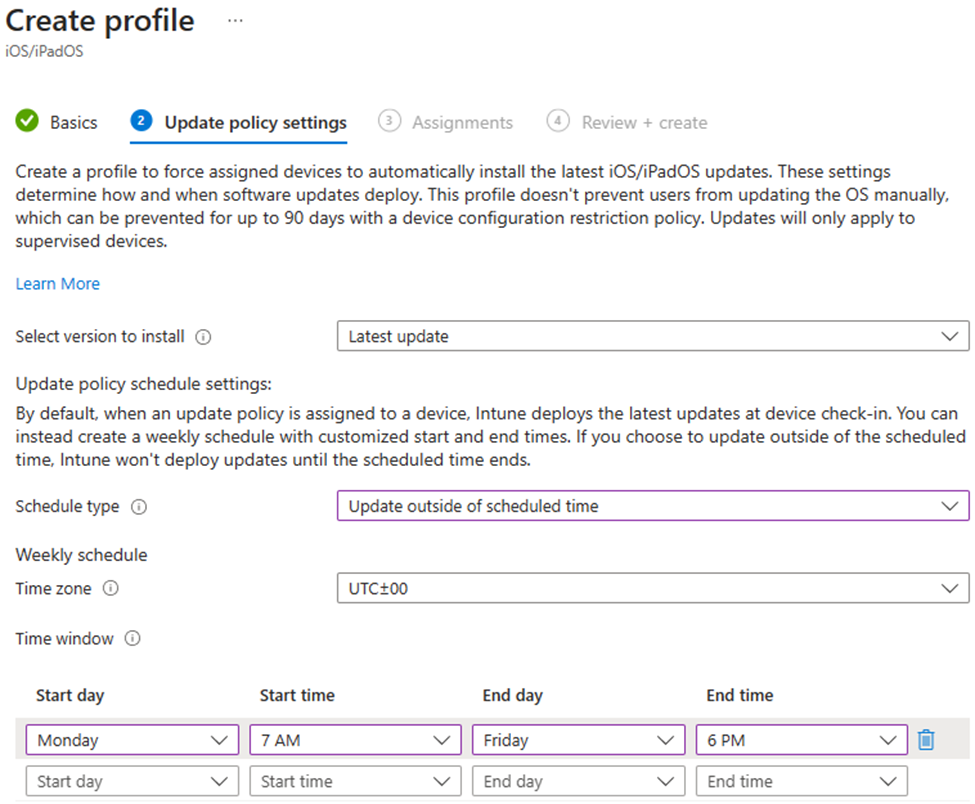 Create profile ...
iOS/iPadOS
Basics 2 Update policy settings 3 Assignments 4 Review + create
Create a profile to force assigned devices to automatically install the latest iOS/iPadOS updates. These settings
determine how and when software updates deploy. This profile doesn't prevent users from updating the OS manually,
which can be prevented for up to 90 days with a device configuration restriction policy. Updates will only apply to
supervised devices.
Learn More
Select version to install Latest update
Update policy schedule settings:
By default, when an update policy is assigned to a device, Intune deploys the latest updates at device check-in. You can
instead create a weekly schedule with customized start and end times. If you choose to update outside of the scheduled
time, Intune won't deploy updates until the scheduled time ends.
Schedule type Update outside of scheduled time
Weekly schedule
Time zone UTC±00
Time window
Start day Start time End day End time
Monday 7 AM Friday 6 PM
Start day Start time End day End time